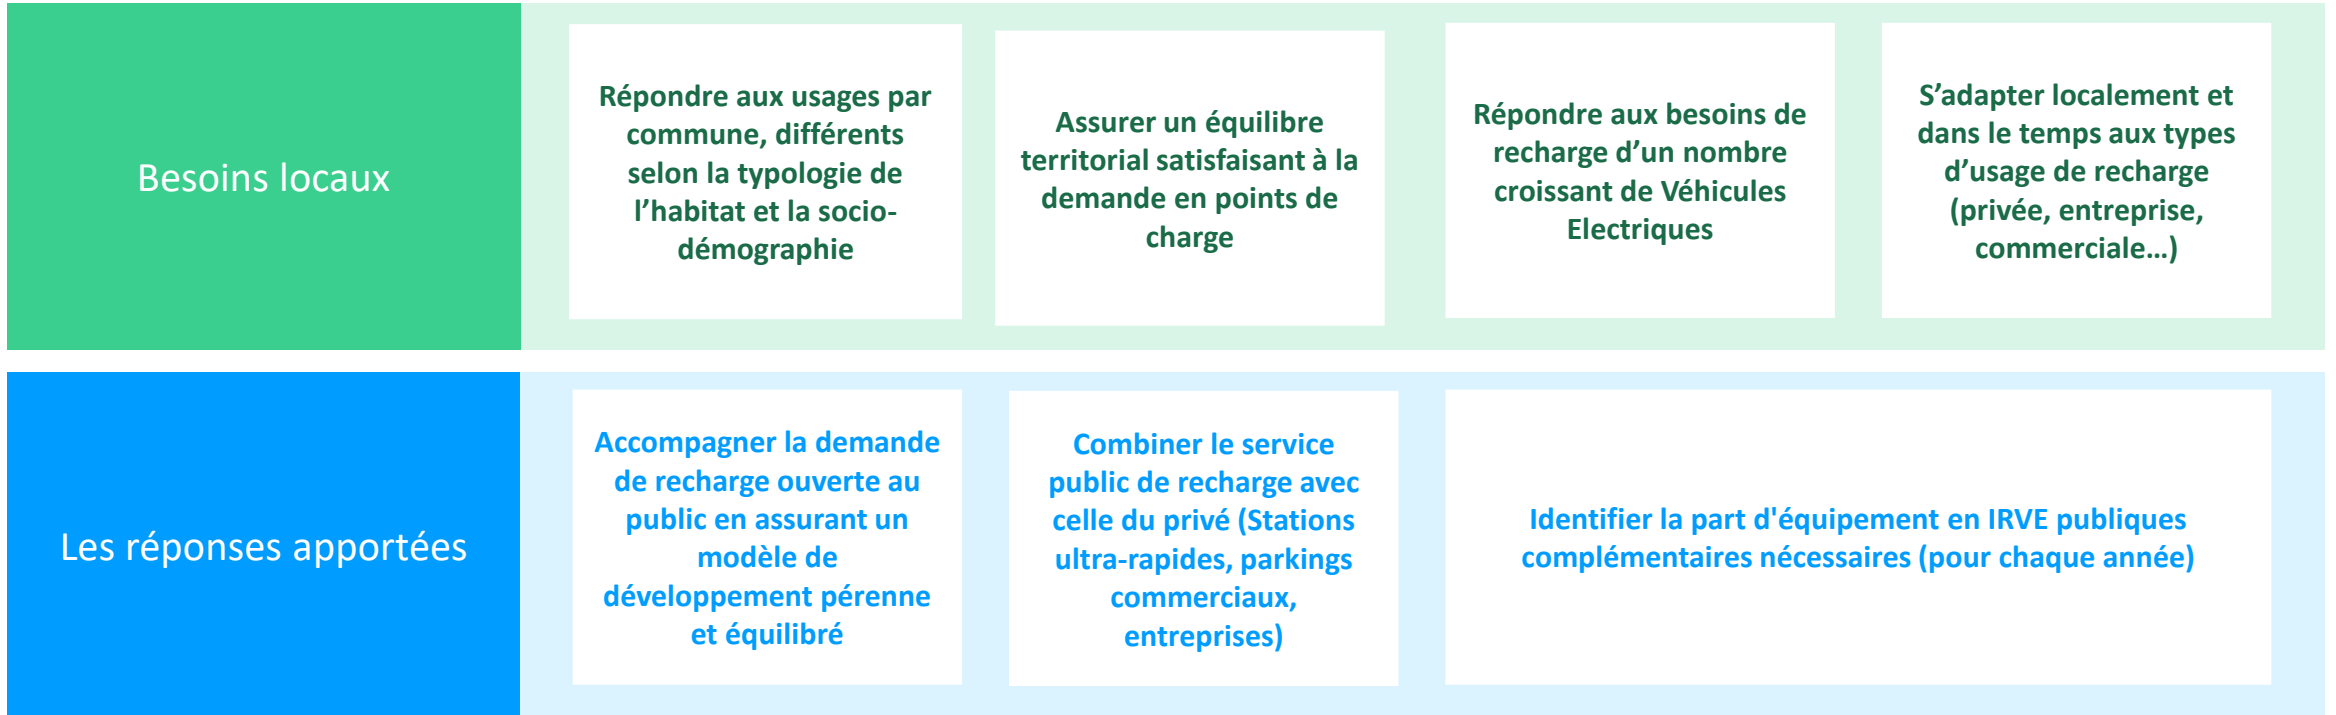 Besoins locaux
Répondre aux usages par
commune, différents
selon la typologie de
l’habitat et la socio-
démographie
Assurer un équilibre
territorial satisfaisant à la
demande en points de
charge
Répondre aux besoins de
recharge d’un nombre
croissant de Véhicules
Electriques
S’adapter localement et
dans le temps aux types
d’usage de recharge
(privée, entreprise,
commerciale…)
Les réponses apportées
Accompagner la demande
de recharge ouverte au
public en assurant un
modèle de
développement pérenne
et équilibré
Combiner le service
public de recharge avec
celle du privé (Stations
ultra-rapides, parkings
commerciaux,
entreprises)
Identifier la part d'équipement en IRVE publiques
complémentaires nécessaires (pour chaque année)